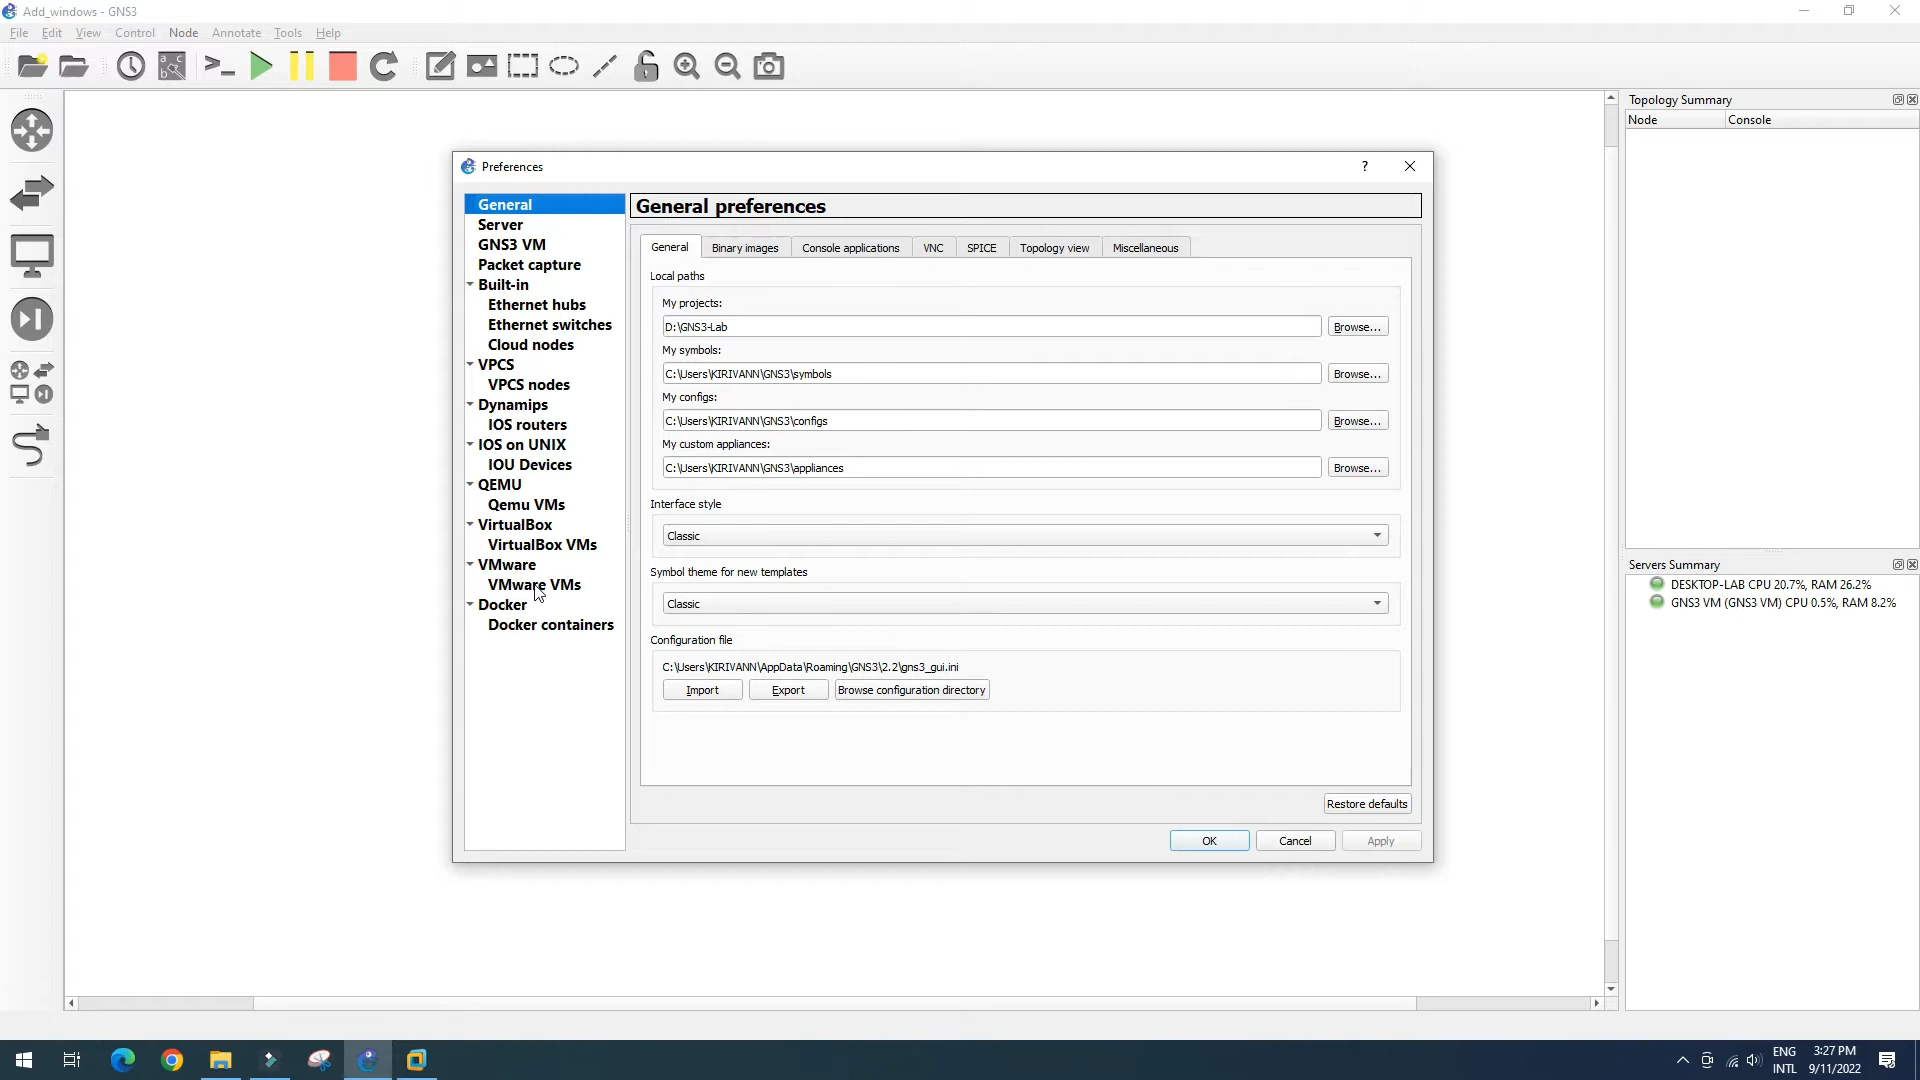 Add_windows - GNS3
File Edit View Control Node Annotate Tools Help
Topology Summary
Node Console
Preferences
?
General
Server
GNS3 VM
Packet capture
Built-in
Ethernet hubs
Ethernet switches
Cloud nodes
VPCS
VPCS nodes
Dynamips
IOS routers
IOS on UNIX
IOU Devices
QEMU
Qemu VMs
VirtualBox
VirtualBox VMs
VMware
VMware VMs
Docker
Docker containers
General preferences
General Binary images Console applications VNC SPICE Topology view Miscellaneous
Local paths
My projects:
D:\GNS3-Lab Browse...
My symbols:
C:\Users\KIRIVANN\GNS3\symbols Browse...
My configs:
C:\Users\KIRIVANN\GNS3\configs Browse...
My custom appliances:
C:\Users\KIRIVANN\GNS3\appliances Browse...
Interface style
Classic
Symbol theme for new templates
Classic
Configuration file
C:\Users\KIRIVANN\AppData\Roaming\GNS3\2.2\gns3_gui.ini
Import Export Browse configuration directory
Restore defaults
OK Cancel Apply
Servers Summary
DESKTOP-LAB CPU 20.7%, RAM 26.2%
GNS3 VM (GNS3 VM) CPU 0.5%, RAM 8.2%
ENG
INTL
3:27 PM
9/11/2022